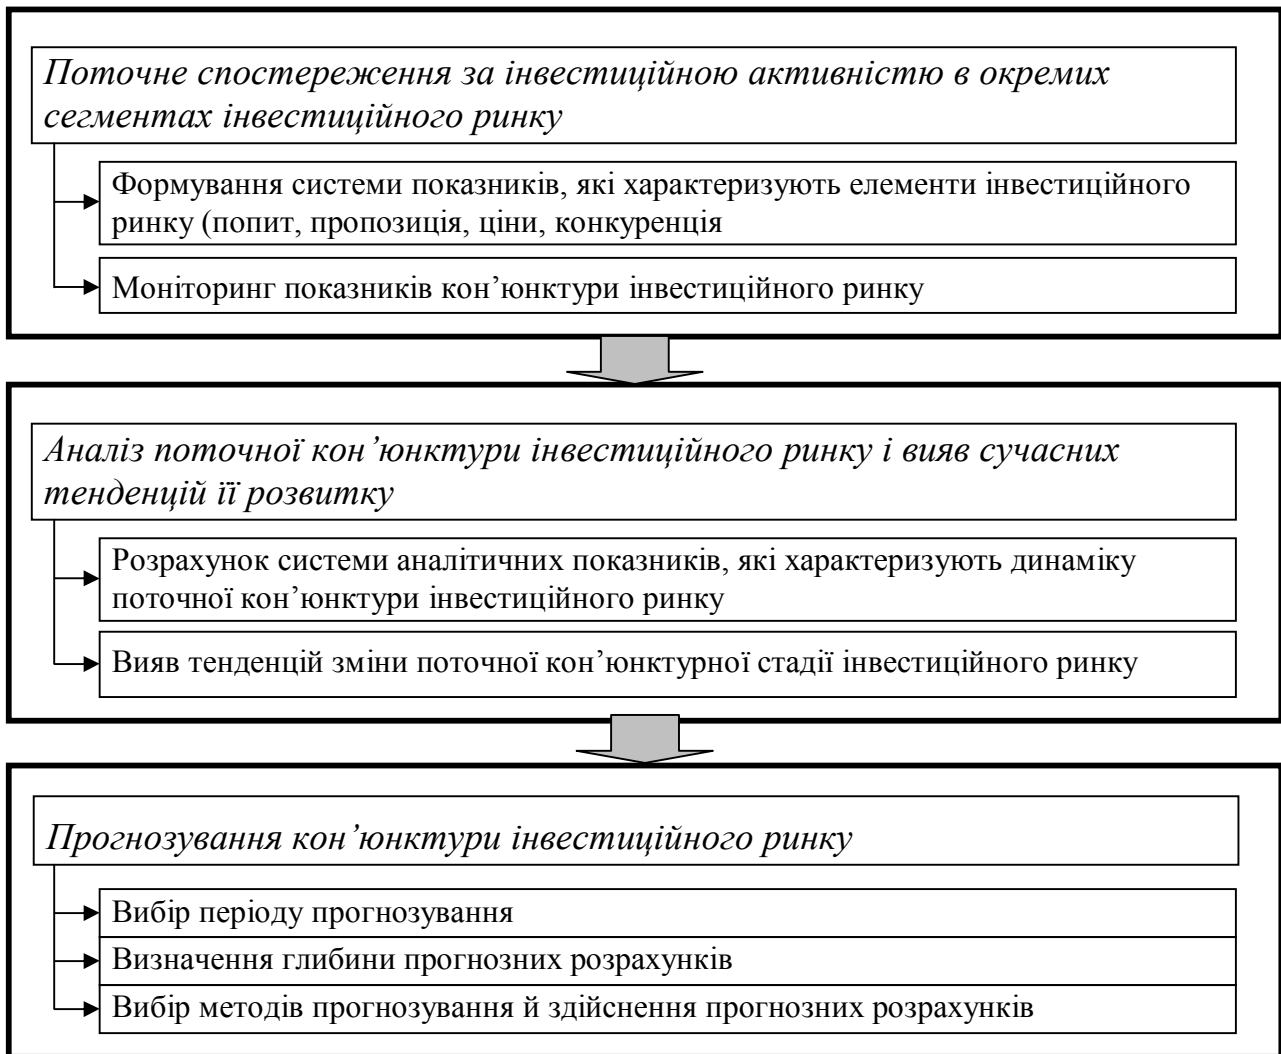 Поточне спостереження за інвестиційною активністю в окремих
сегментах інвестиційного ринку
Формування системи показників, які характеризують елементи інвестиційного
ринку (попит, пропозиція, ціни, конкуренція
Моніторинг показників кон’юнктури інвестиційного ринку
Аналіз поточної кон’юнктури інвестиційного ринку і вияв сучасних
тенденцій її розвитку
Розрахунок системи аналітичних показників, які характеризують динаміку
поточної кон’юнктури інвестиційного ринку
Вияв тенденцій зміни поточної кон’юнктурної стадії інвестиційного ринку
Прогнозування кон’юнктури інвестиційного ринку
Вибір періоду прогнозування
Визначення глибини прогнозних розрахунків
Вибір методів прогнозування й здійснення прогнозних розрахунків